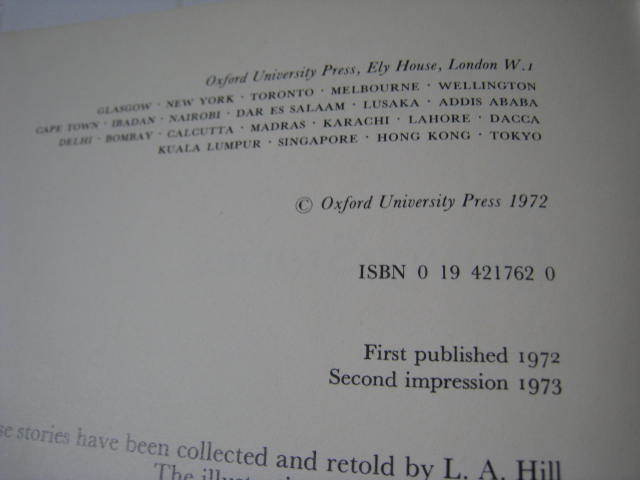 Oxford University Press, Ely House, London W.1
GLASGOW · NEW YORK · TORONTO · MELBOURNE · WELLINGTON
CAPE TOWN · IBADAN · NAIROBI · DAR ES SALAAM · LUSAKA · ADDIS ABABA
DELHI · BOMBAY · CALCUTTA · MADRAS · KARACHI · LAHORE · DACCA
KUALA LUMPUR · SINGAPORE · HONG KONG · TOKYO
© Oxford University Press 1972
ISBN 0 19 421762 0
First published 1972
Second impression 1973
stories have been collected and retold by L. A. Hill
The